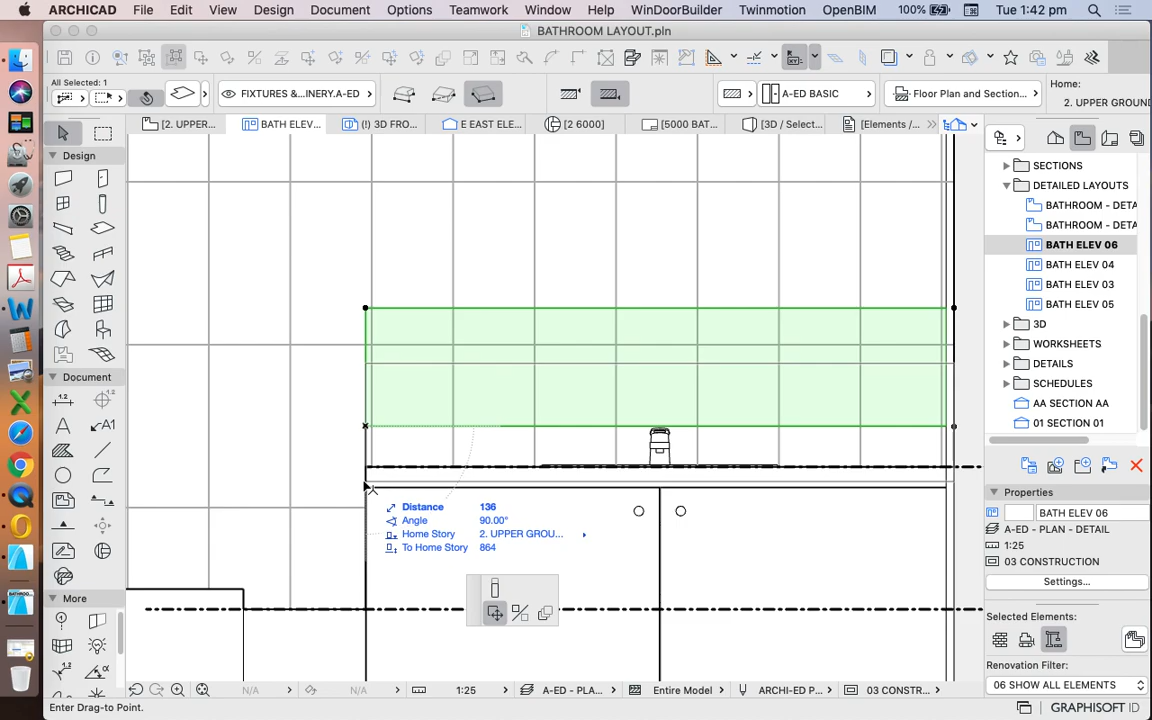 ARCHICAD File Edit View Design Document Options Teamwork Window Help WinDoorBuilder Twinmotion OpenBIM 100% Tue 1:42 pm
BATHROOM LAYOUT.pln
All Selected: 1
FIXTURES &...INERY.A-ED
A-ED BASIC
Floor Plan and Section...
Home:
2. UPPER GROUN
[2. UPPER...
BATH ELEV...
(!) 3D FRO...
E EAST ELE...
[2 6000]
[5000 BAT...
[3D / Select...
[Elements /...
Design
Document
More
SECTIONS
DETAILED LAYOUTS
BATHROOM - DETA
BATHROOM - DETA
BATH ELEV 06
BATH ELEV 04
BATH ELEV 03
BATH ELEV 05
3D
WORKSHEETS
DETAILS
SCHEDULES
AA SECTION AA
01 SECTION 01
Distance 136
Angle 90.00°
Home Story 2. UPPER GROU...
To Home Story 864
Properties
BATH ELEV 06
A-ED - PLAN - DETAIL
1:25
03 CONSTRUCTION
Settings...
Selected Elements:
Renovation Filter:
06 SHOW ALL ELEMENTS
N/A
N/A
1:25
A-ED - PLA...
Entire Model
ARCHI-ED P...
03 CONSTR...
Enter Drag-to Point.
GRAPHISOFT ID